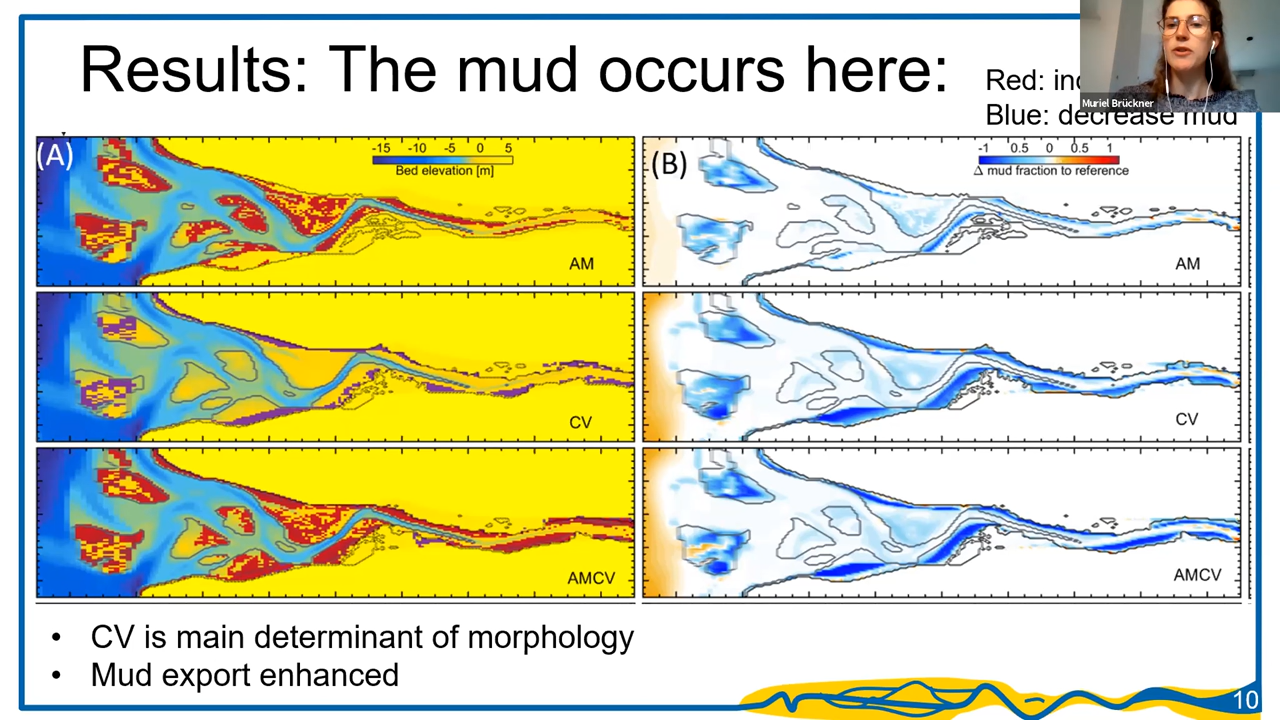 Results: The mud occurs here:
Red:
Blue: decrease mud
Muriel Brückner
(A)
-15 -10 -5 0 5
Bed elevation [m]
AM
CV
AMCV
(B)
-1 0.5 0 0.5 1
Δ mud fraction to reference
AM
CV
AMCV
• CV is main determinant of morphology
• Mud export enhanced
10